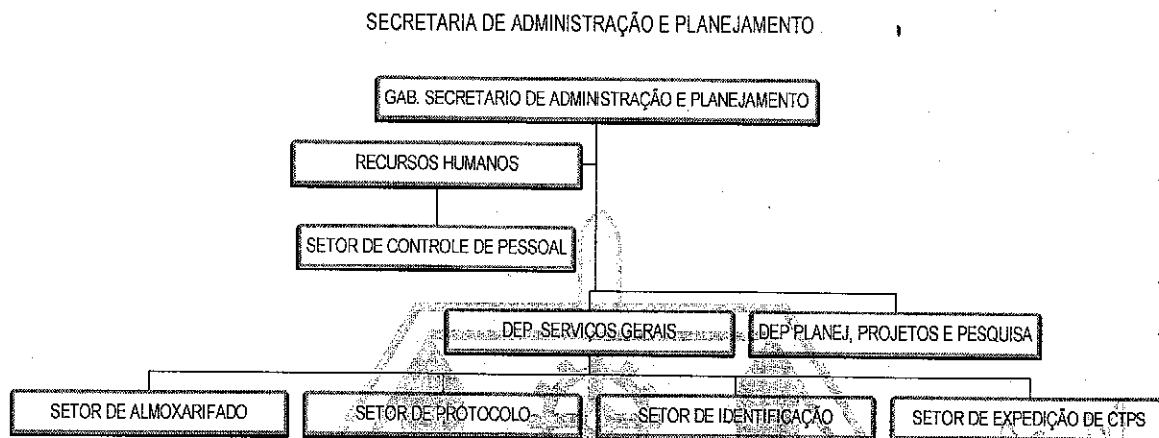 SECRETARIA DE ADMINISTRAÇÃO E PLANEJAMENTO
GAB. SECRETARIO DE ADMINISTRAÇÃO E PLANEJAMENTO
RECURSOS HUMANOS
SETOR DE CONTROLE DE PESSOAL
DEP. SERVIÇOS GERAIS
DEP PLANEJ, PROJETOS E PESQUISA
SETOR DE ALMOXARIFADO
SETOR DE PROTOCOLO
SETOR DE IDENTIFICAÇÃO
SETOR DE EXPEDIÇÃO DE CTPS